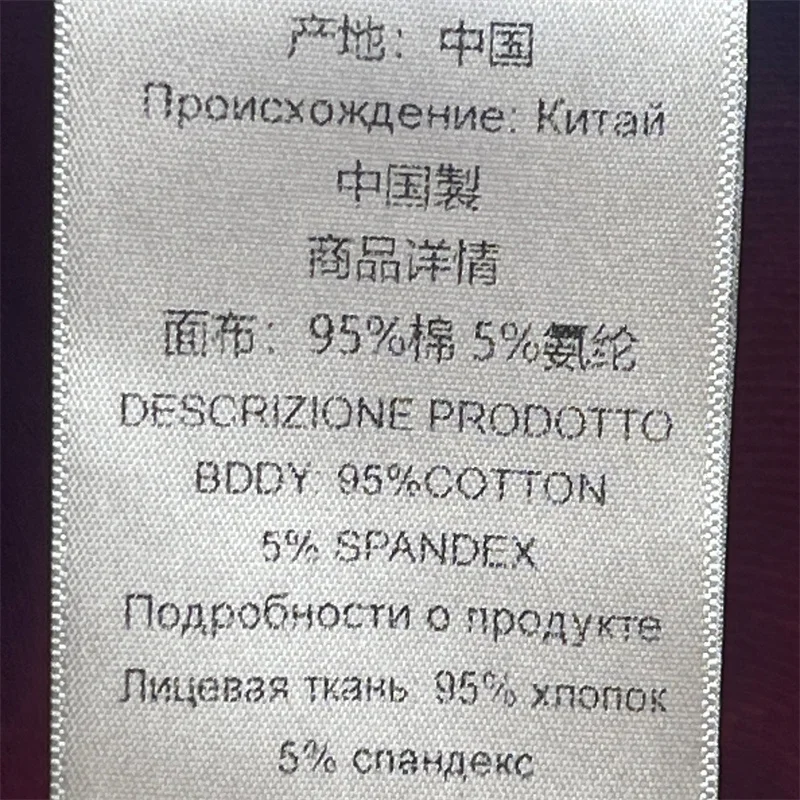 产地：中国
Происхождение: Китай
中国製
商品详情
面布：95%棉 5%氨纶
DESCRIZIONE PRODOTTO
BDDY: 95%COTTON
5% SPANDEX
Подробности о продукте
Лицевая ткань 95% хлопок
5% спандекс